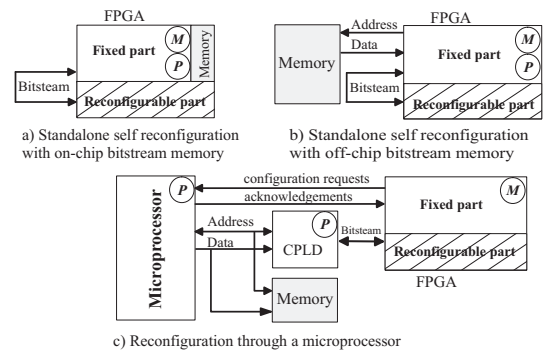 FPGA
Fixed part
M
P
Memory
Bitsteam
Reconfigurable part
a) Standalone self reconfiguration
with on-chip bitstream memory
FPGA
Address
Data
Memory
Fixed part
M
P
Bitsteam
Reconfigurable part
b) Standalone self reconfiguration
with off-chip bitstream memory
Microprocessor
P
configuration requests
acknowledgements
Address
Data
P
CPLD
Bitsteam
Memory
M
Fixed part
Reconfigurable part
FPGA
c) Reconfiguration through a microprocessor